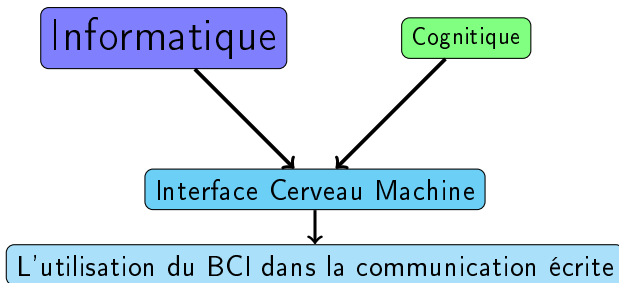 Informatique
Cognitique
Interface Cerveau Machine
L'utilisation du BCI dans la communication écrite